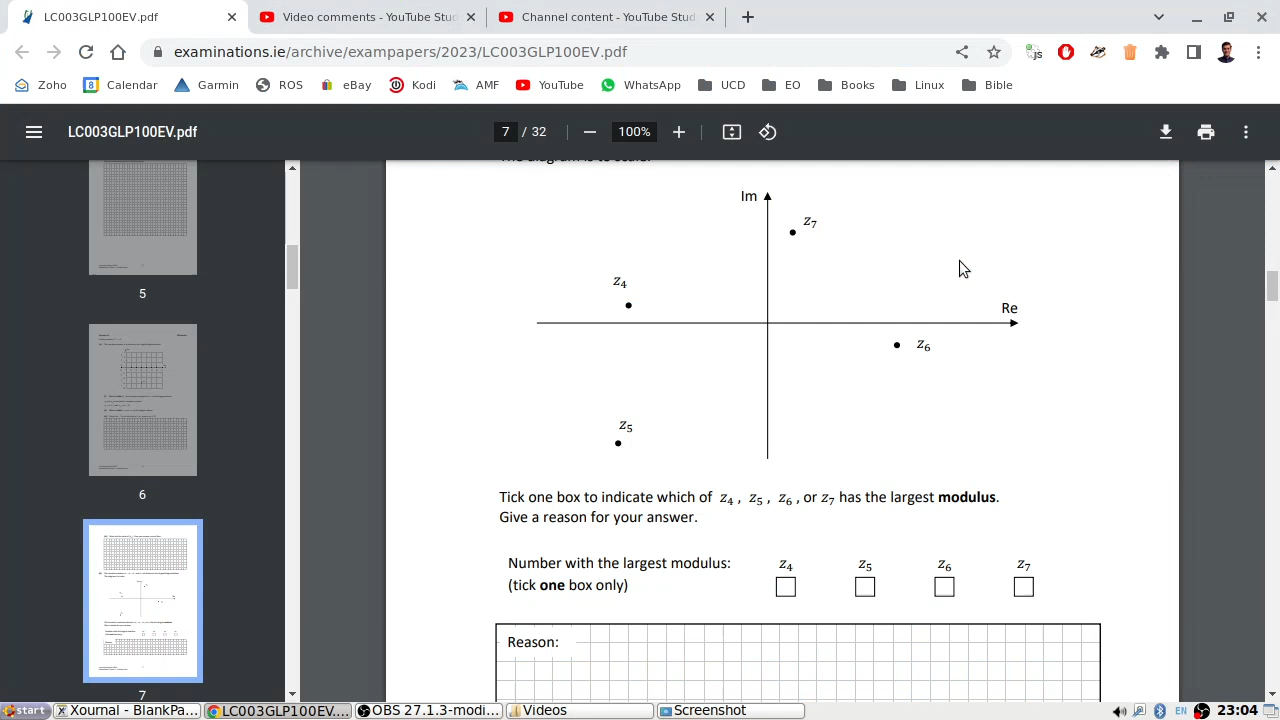 LC003GLP100EV.pdf
Video comments - YouTube Stud
Channel content - YouTube Stud
examinations.ie/archive/exampapers/2023/LC003GLP100EV.pdf
JS
Zoho
8 Calendar
Garmin
ROS
eBay
Kodi
AMF
YouTube
WhatsApp
UCD
EO
Books
Linux
Bible
LC003GLP100EV.pdf
7 / 32
100%
5
6
7
Im
z7
z4
Re
z6
z5
Tick one box to indicate which of z4 , z5 , z6 , or z7 has the largest modulus.
Give a reason for your answer.
Number with the largest modulus: z4 z5 z6 z7
(tick one box only)
Reason:
start
Xournal - BlankPa...
LC003GLP100EV....
OBS 27.1.3-modi...
Videos
Screenshot
EN
23:04